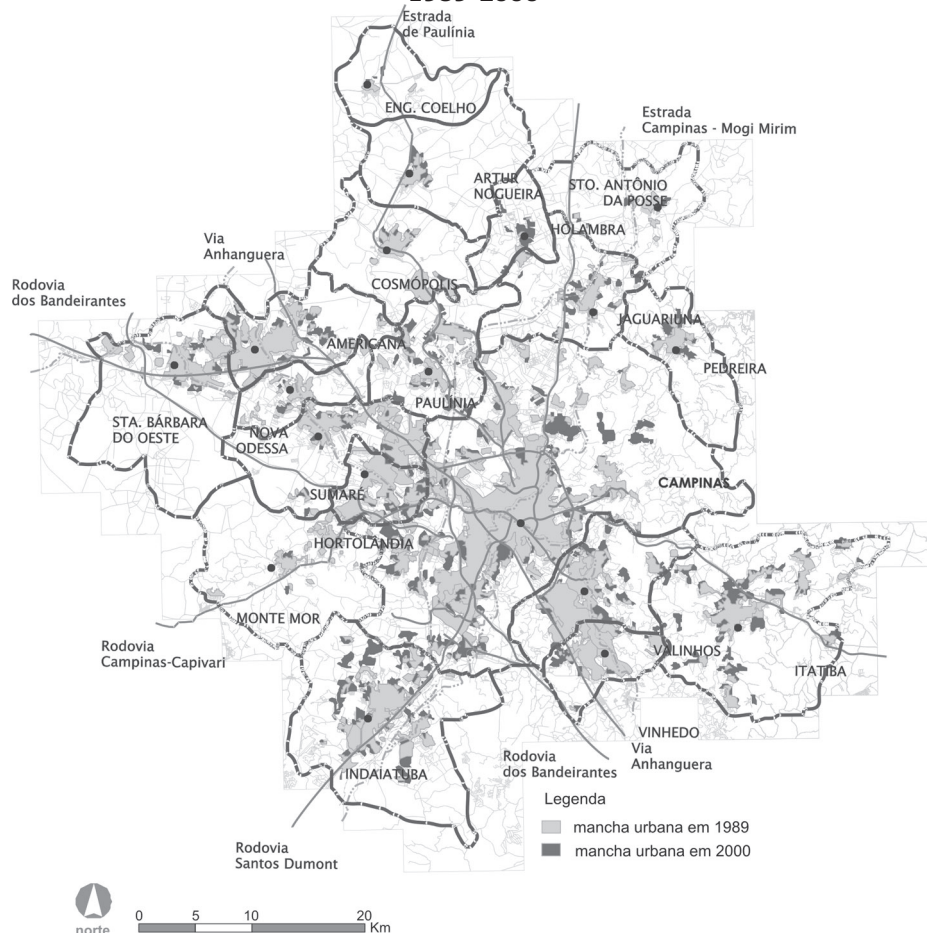 1989-2000
Estrada
de Paulínia
ENG. COELHO
Estrada
Campinas - Mogi Mirim
ARTUR
NOGUEIRA
STO. ANTÔNIO
DA POSSE
HOLAMBRA
Via
Anhanguera
Rodovia
dos Bandeirantes
COSMÓPOLIS
JAGUARIÚNA
AMERICANA
PEDREIRA
PAULÍNIA
STA. BÁRBARA
DO OESTE
NOVA
ODESSA
CAMPINAS
SUMARÉ
HORTOLÂNDIA
MONTE MOR
Rodovia
Campinas-Capivari
VALINHOS
ITATIBA
VINHEDO
Via
Anhanguera
Rodovia
dos Bandeirantes
INDAIATUBA
Legenda
mancha urbana em 1989
mancha urbana em 2000
Rodovia
Santos Dumont
norte
0 5 10 20
Km